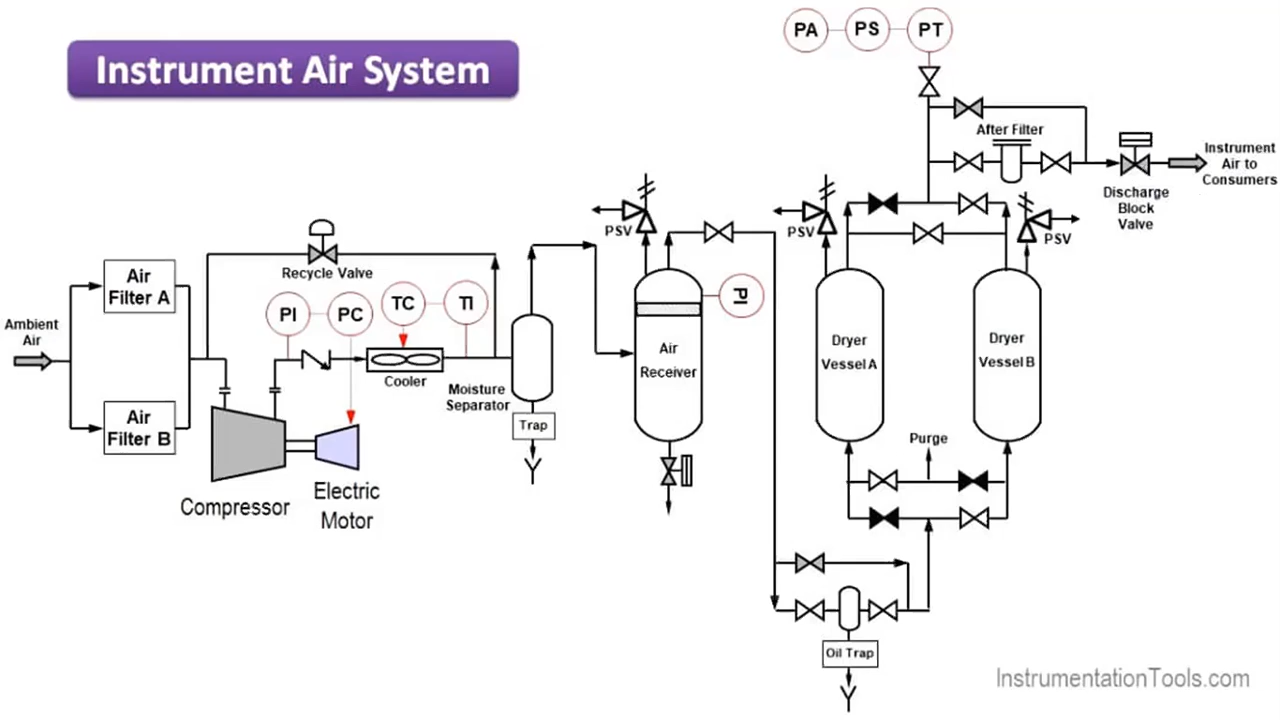 Instrument Air System
PA
PS
PT
After Filter
Instrument
Air to
Consumers
Discharge
Block
Valve
PSV
PSV
PSV
Recycle Valve
Air
Filter A
Ambient
Air
PI
PC
TC
TI
PI
Cooler
Moisture
Separator
Air
Receiver
Dryer
Vessel A
Dryer
Vessel B
Air
Filter B
Trap
Purge
Compressor
Electric
Motor
Oil Trap
InstrumentationTools.com